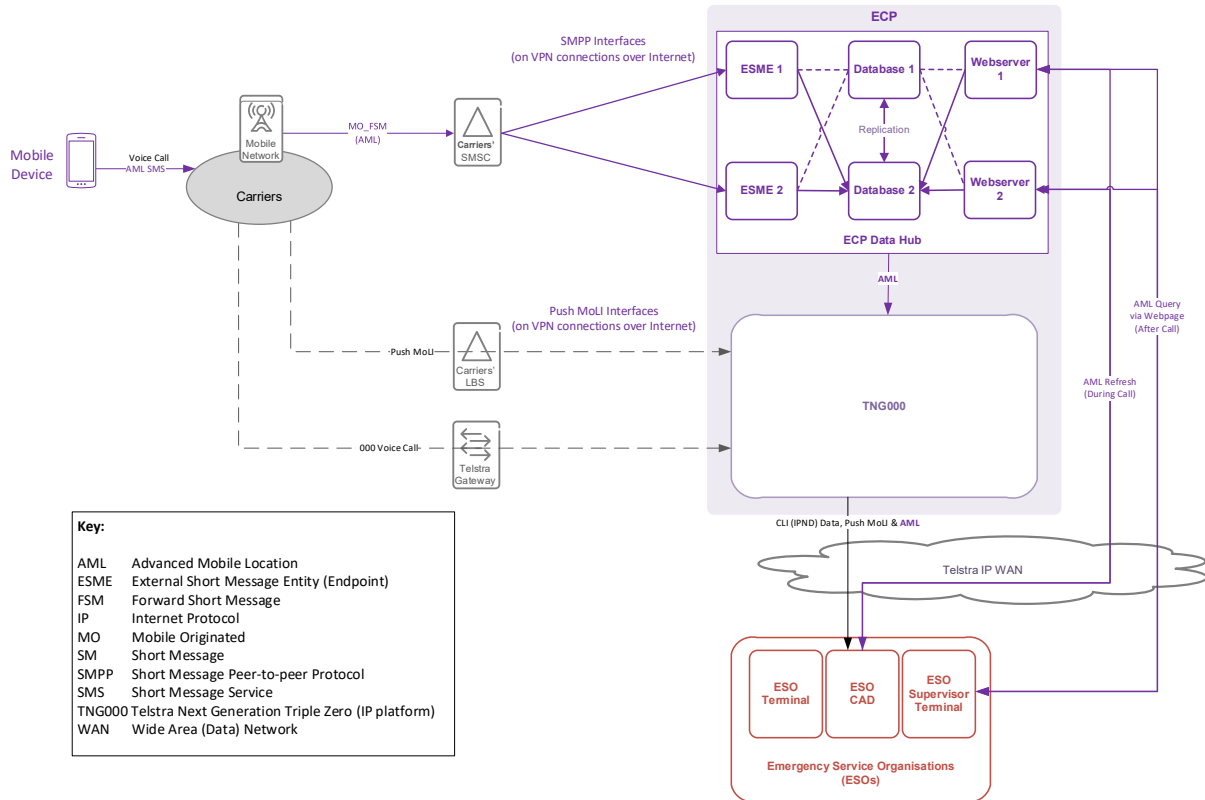 ECP
SMPP Interfaces
(on VPN connections over Internet)
ESME 1
Database 1
Webserver
1
Replication
ESME 2
Database 2
Webserver
2
ECP Data Hub
Mobile
Device
Voice Call
AML SMS
Mobile
Network
Carriers
MO_FSM
(AML)
Carriers'
SMSC
AML
AML Query
via Webpage
(After Call)
Push MoLI Interfaces
(on VPN connections over Internet)
Push MoLI
Carriers'
LBS
AML Refresh
(During Call)
TNG000
000 Voice Call
Telstra
Gateway
CLI (IPND) Data, Push MoLI & AML
Telstra IP WAN
Key:
AML Advanced Mobile Location
ESME External Short Message Entity (Endpoint)
FSM Forward Short Message
IP Internet Protocol
MO Mobile Originated
SM Short Message
SMPP Short Message Peer-to-peer Protocol
SMS Short Message Service
TNG000 Telstra Next Generation Triple Zero (IP platform)
WAN Wide Area (Data) Network
ESO
Terminal
ESO
CAD
ESO
Supervisor
Terminal
Emergency Service Organisations
(ESOs)